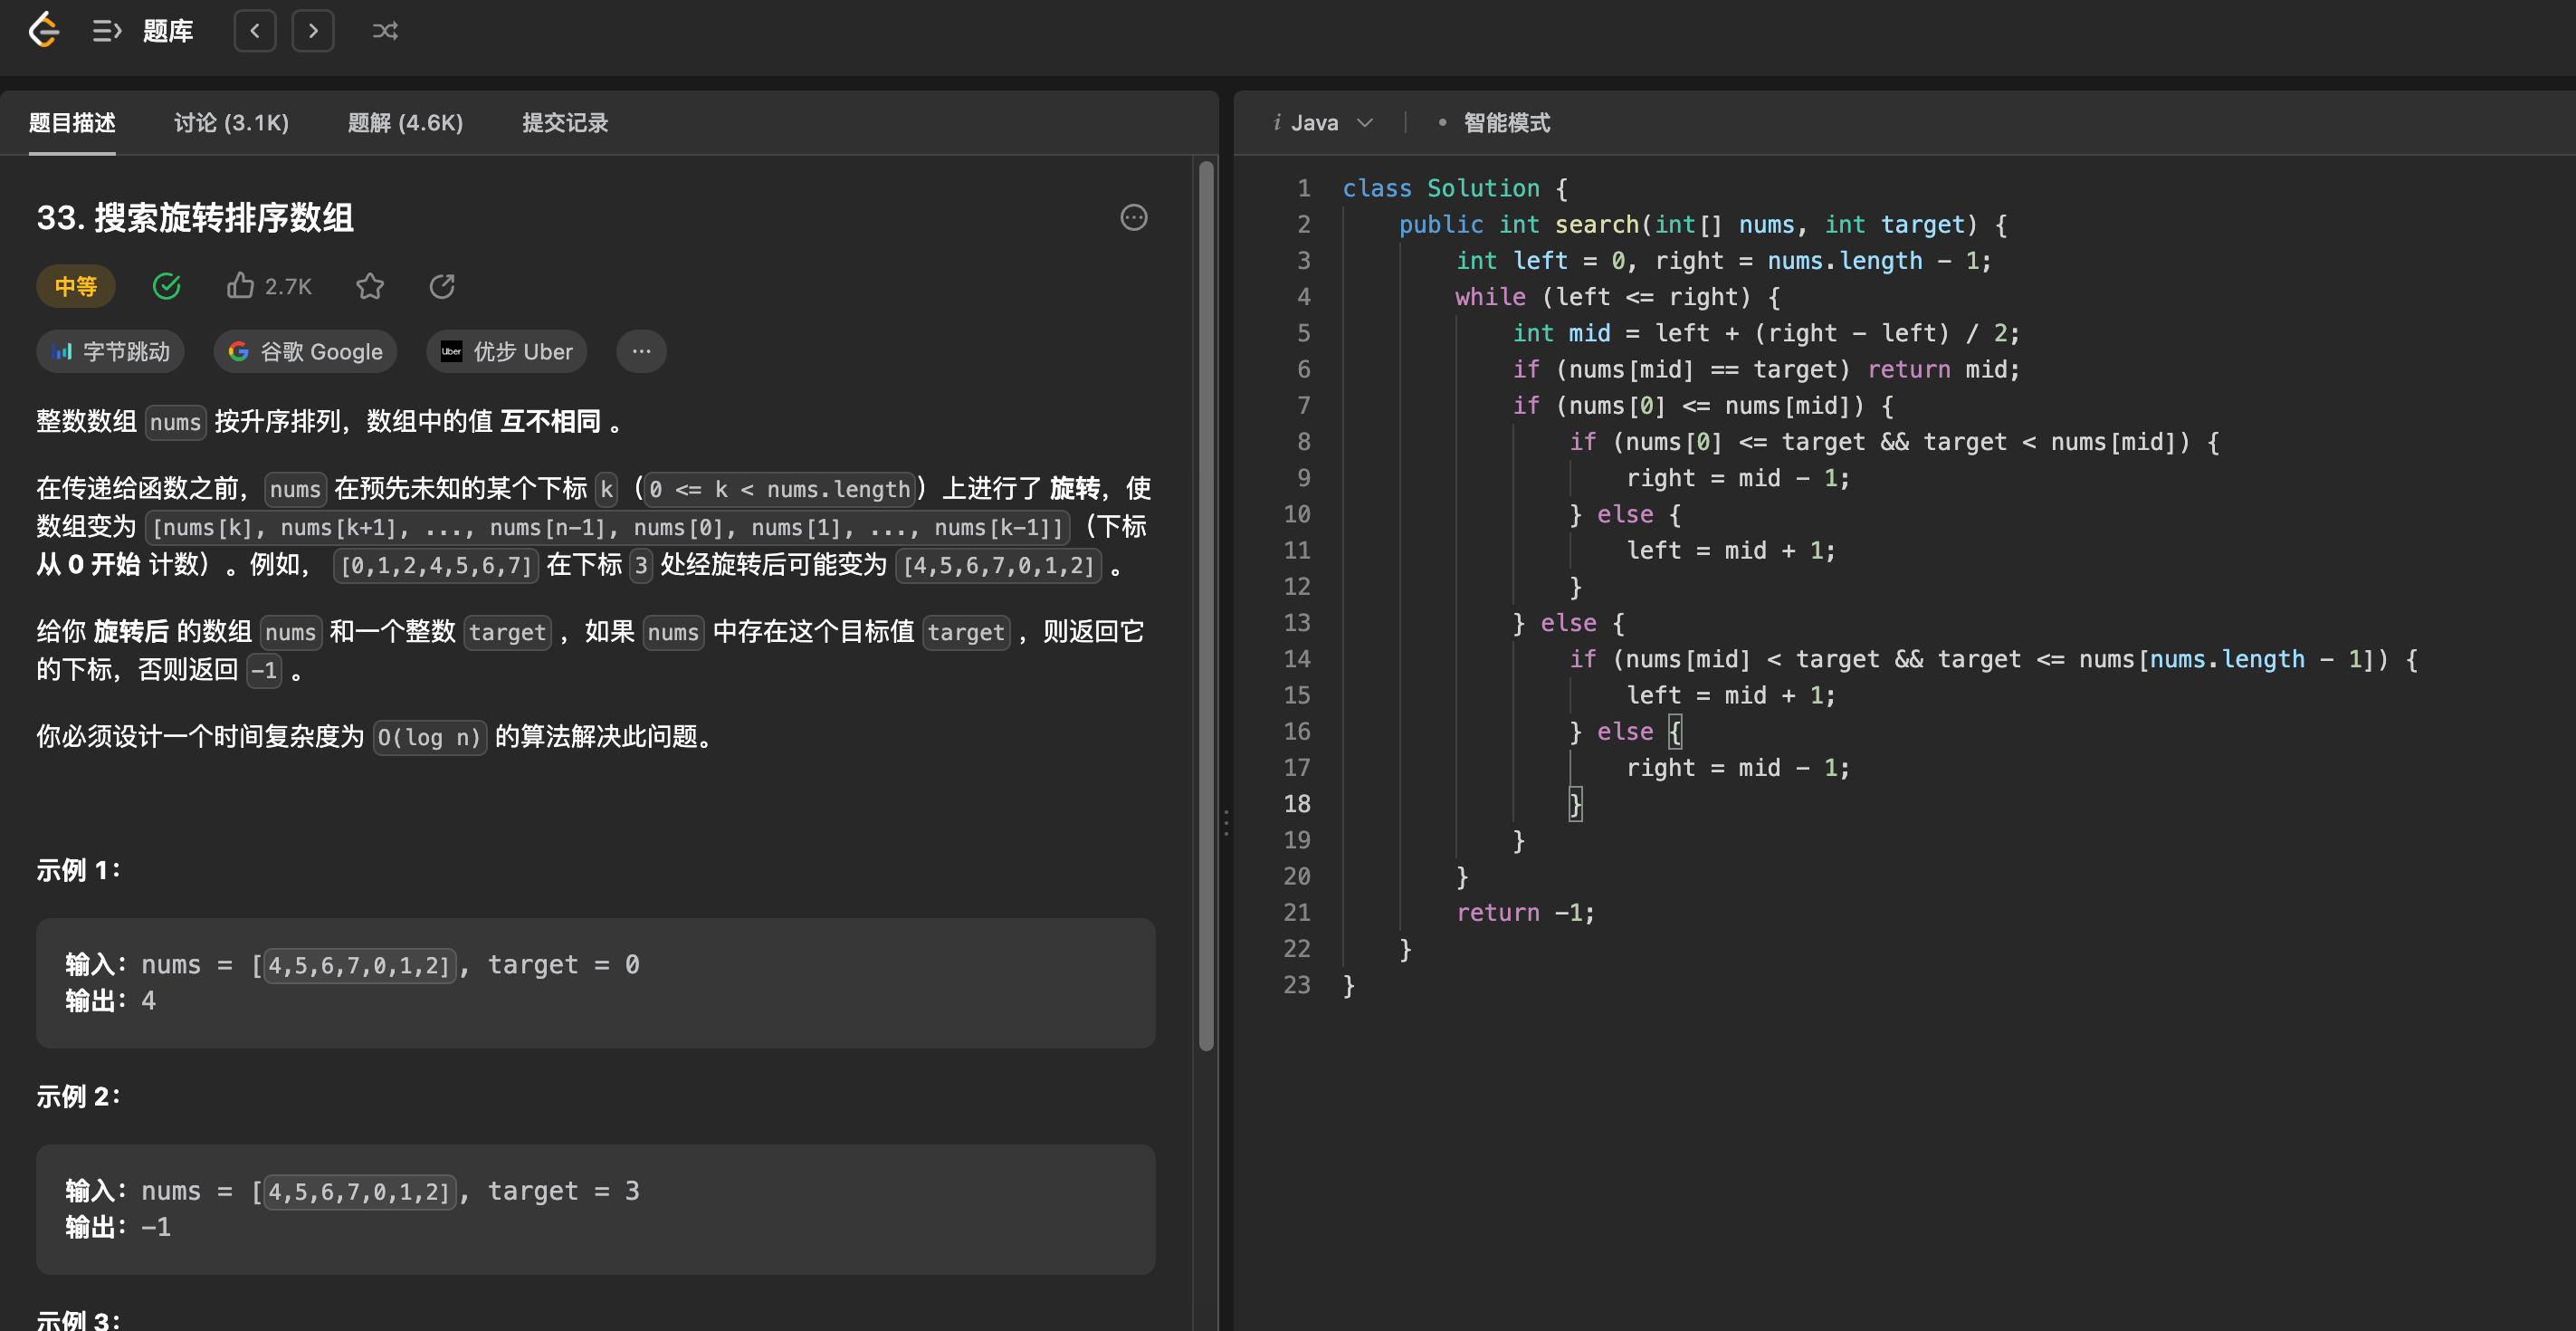 题库
题目描述 讨论 (3.1K) 题解 (4.6K) 提交记录
33. 搜索旋转排序数组
中等 2.7K
字节跳动 谷歌 Google Uber 优步 Uber ...
整数数组 nums 按升序排列，数组中的值 互不相同 。
在传递给函数之前，nums 在预先未知的某个下标 k（0 <= k < nums.length）上进行了 旋转，使
数组变为 [nums[k], nums[k+1], ..., nums[n-1], nums[0], nums[1], ..., nums[k-1]]（下标
从 0 开始 计数）。例如， [0,1,2,4,5,6,7] 在下标 3 处经旋转后可能变为 [4,5,6,7,0,1,2] 。
给你 旋转后 的数组 nums 和一个整数 target ，如果 nums 中存在这个目标值 target ，则返回它
的下标，否则返回 -1 。
你必须设计一个时间复杂度为 O(log n) 的算法解决此问题。
示例 1：
输入：nums = [4,5,6,7,0,1,2], target = 0
输出：4
示例 2：
输入：nums = [4,5,6,7,0,1,2], target = 3
输出：-1
示例 3：
i Java 智能模式
1 class Solution {
2     public int search(int[] nums, int target) {
3         int left = 0, right = nums.length - 1;
4         while (left <= right) {
5             int mid = left + (right - left) / 2;
6             if (nums[mid] == target) return mid;
7             if (nums[0] <= nums[mid]) {
8                 if (nums[0] <= target && target < nums[mid]) {
9                     right = mid - 1;
10                 } else {
11                     left = mid + 1;
12                 }
13             } else {
14                 if (nums[mid] < target && target <= nums[nums.length - 1]) {
15                     left = mid + 1;
16                 } else {
17                     right = mid - 1;
18                 }
19             }
20         }
21         return -1;
22     }
23 }